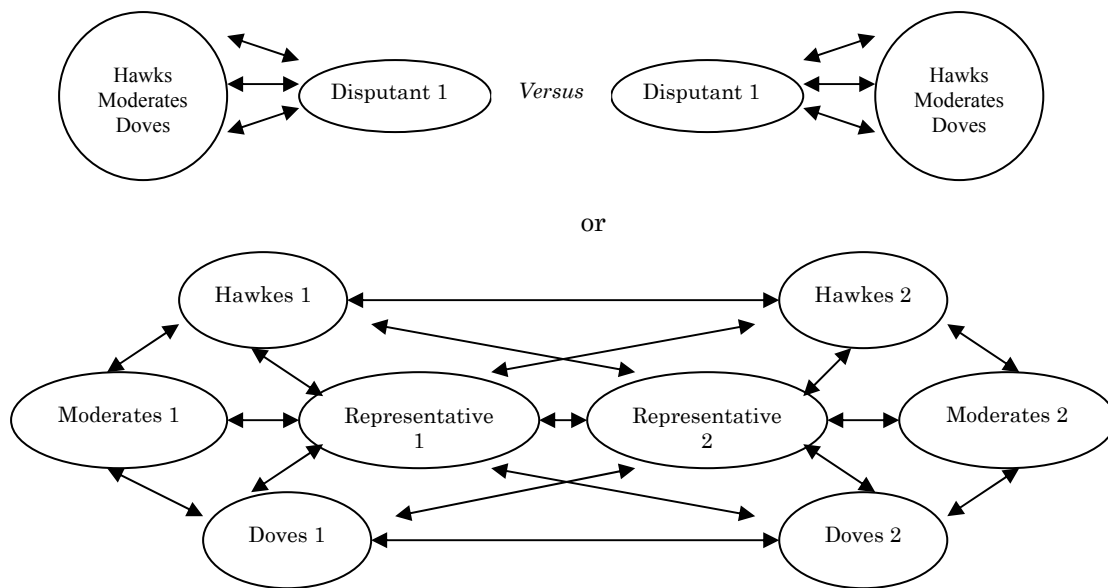 Hawks
Moderates
Doves
Disputant 1
Versus
Disputant 1
Hawks
Moderates
Doves
or
Hawkes 1
Hawkes 2
Moderates 1
Representative
1
Representative
2
Moderates 2
Doves 1
Doves 2